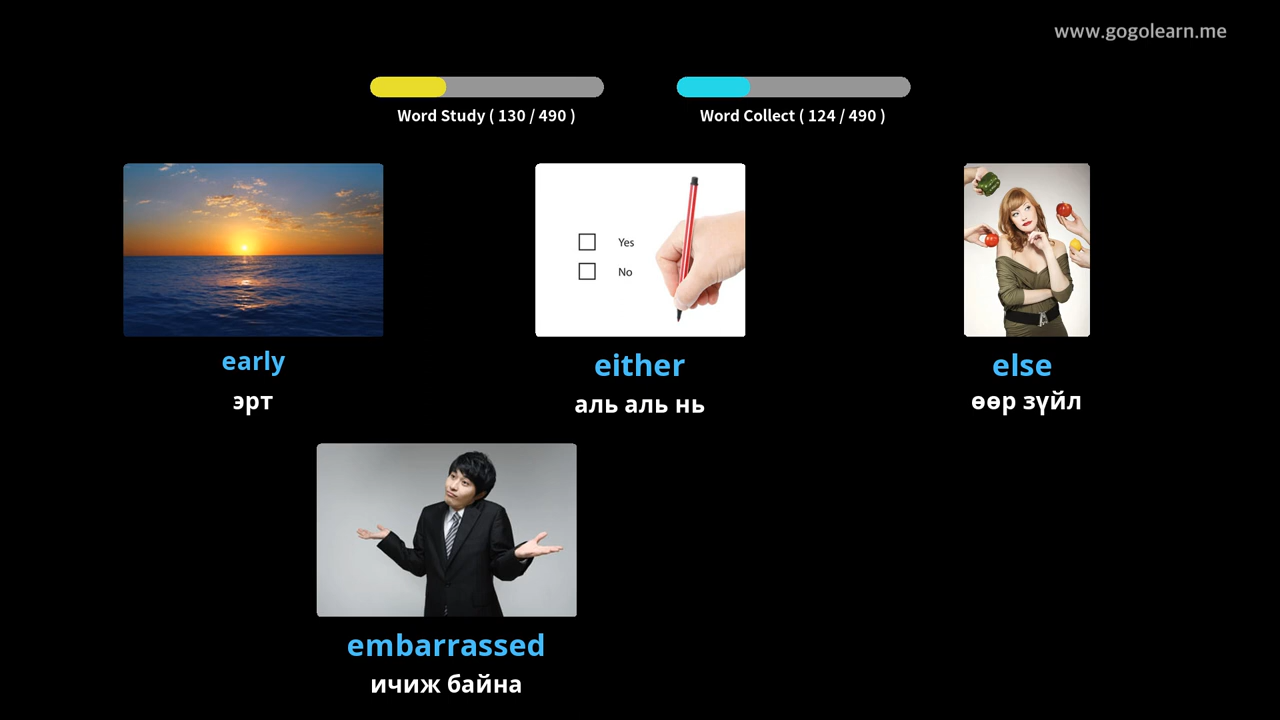 www.gogolearn.me
Word Study ( 130 / 490 )
Word Collect ( 124 / 490 )
Yes
No
early
either
else
эрт
аль аль нь
өөр зүйл
embarrassed
ичиж байна